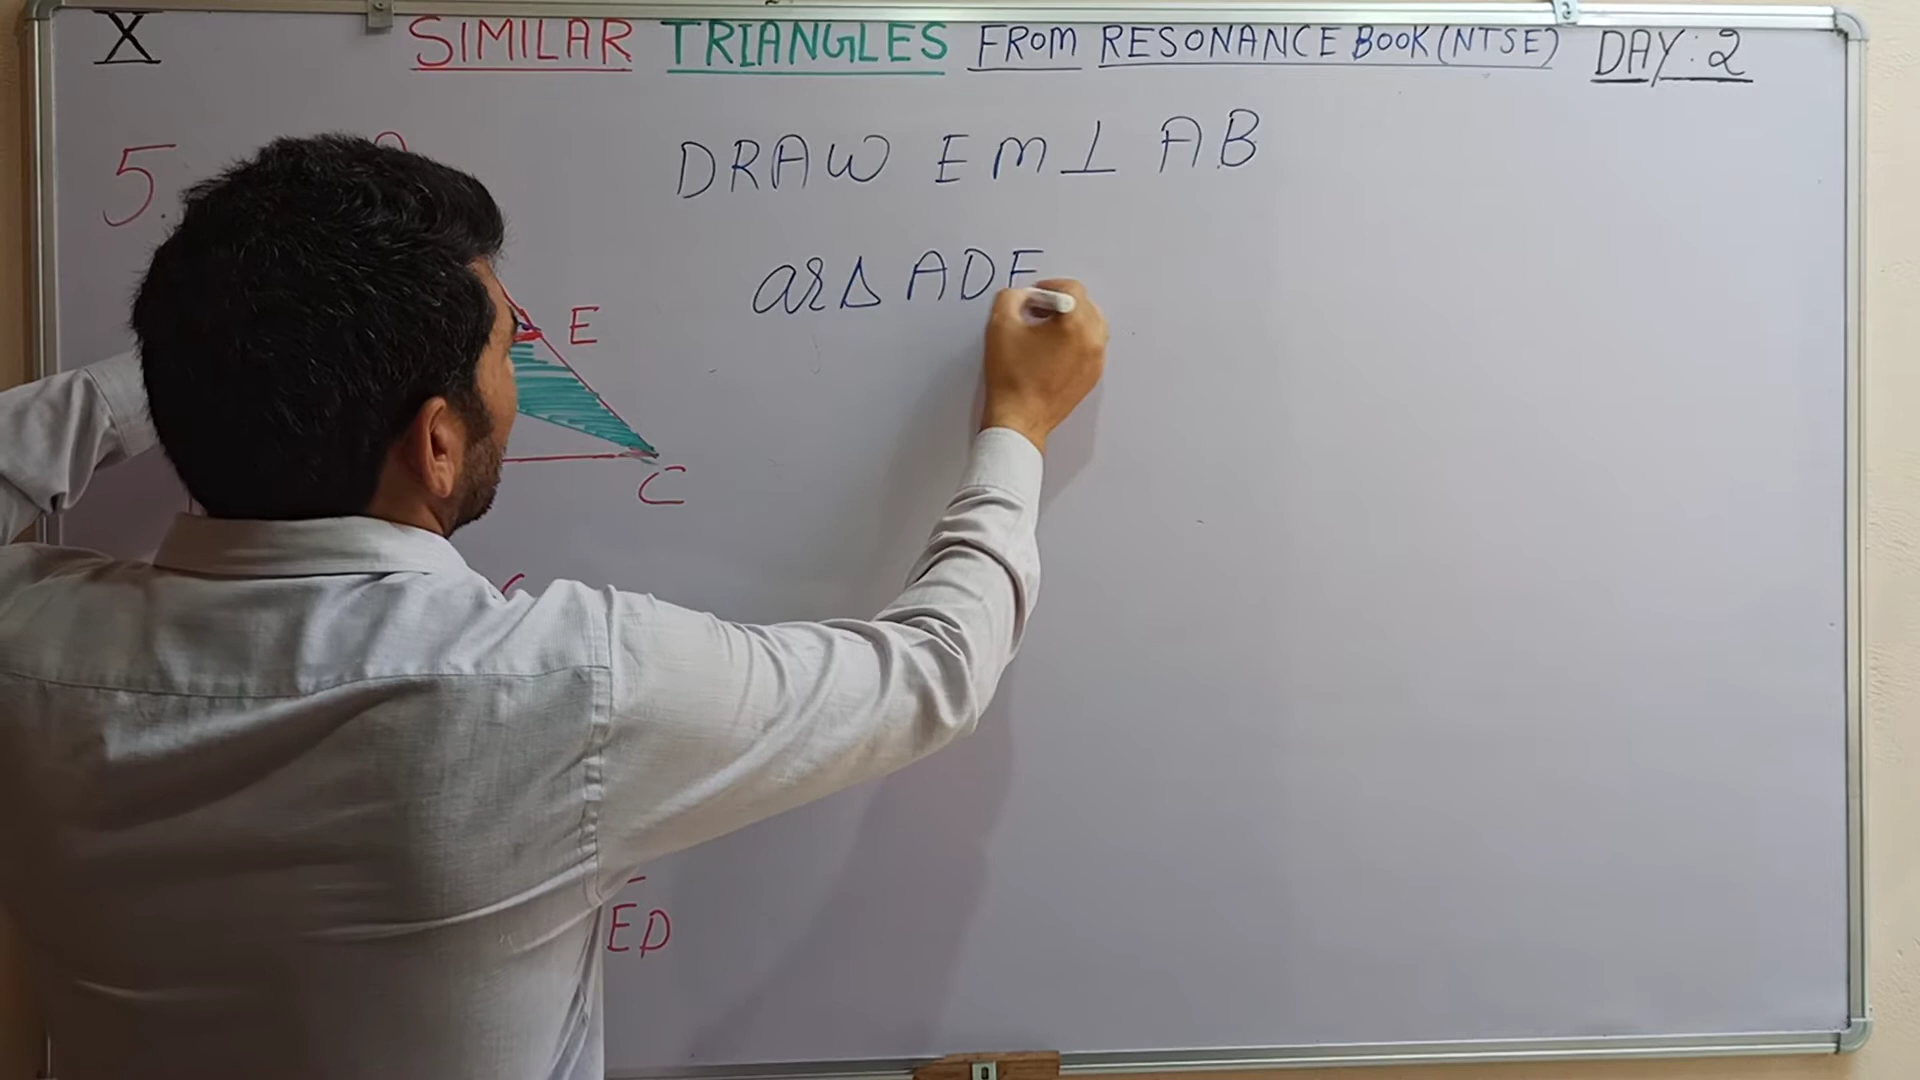 X SIMILAR TRIANGLES FROM RESONANCE BOOK (NTSE) DAY: 2
5.
DRAW EM ⊥ AB
ar Δ ADE
E
C
ED